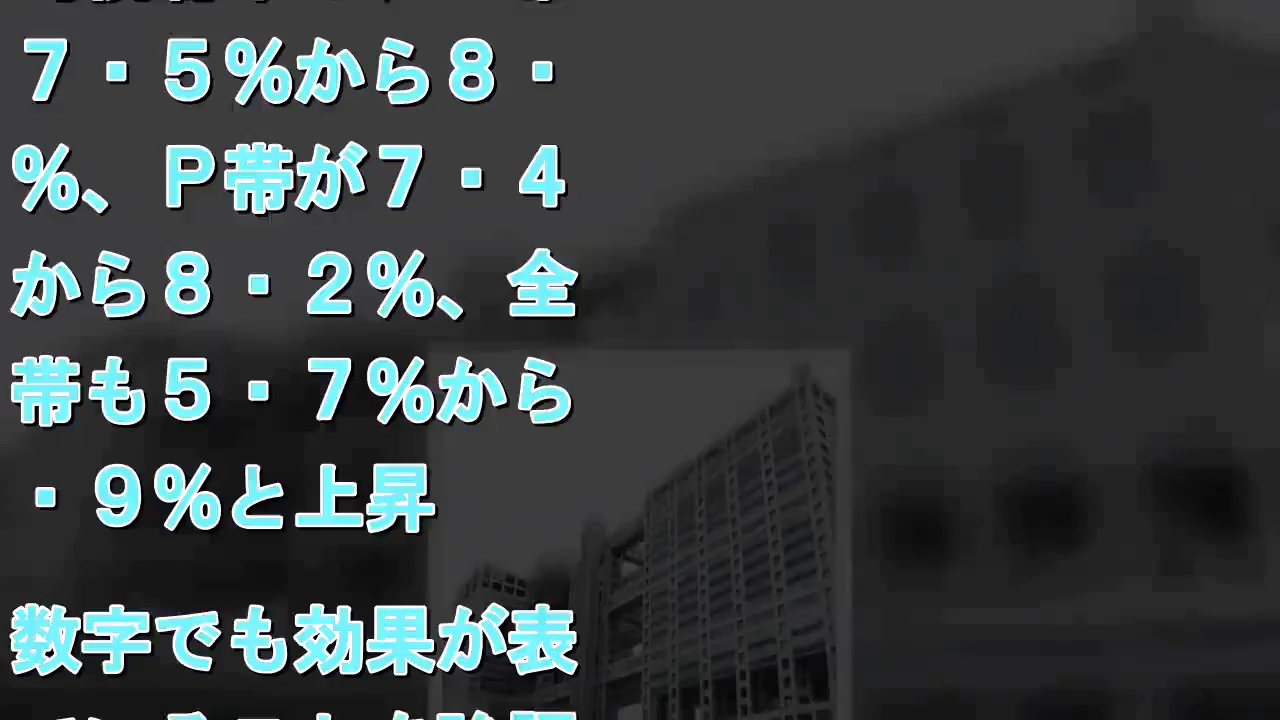 ７・５％から８・
％、Ｐ帯が７・４
から８・２％、全
帯も５・７％から
・９％と上昇
数字でも効果が表